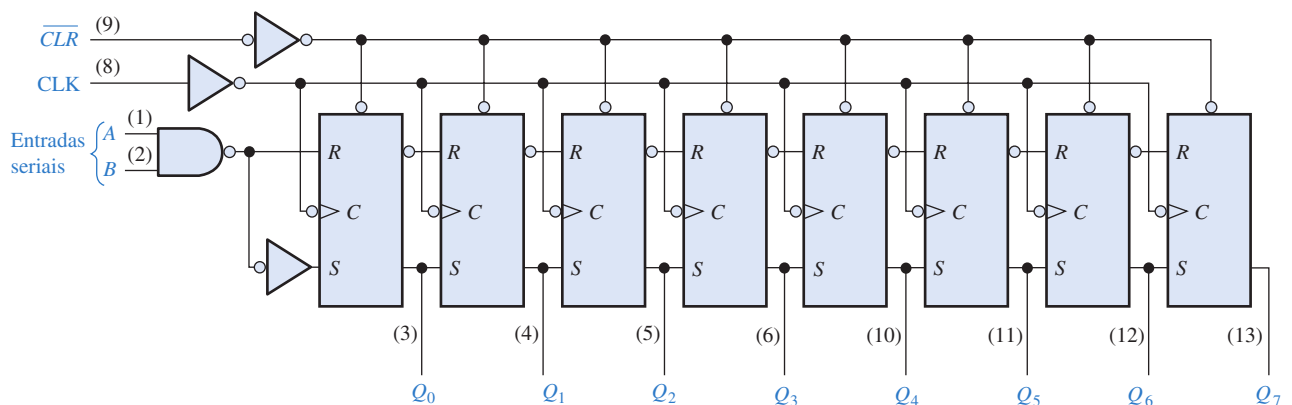 (9)
$\overline{CLR}$
(8)
CLK
(1)
Entradas A
(2)
seriais B
R R R R R R R R
C C C C C C C C
S S S S S S S S
(3) (4) (5) (6) (10) (11) (12) (13)
Q₀ Q₁ Q₂ Q₃ Q₄ Q₅ Q₆ Q₇